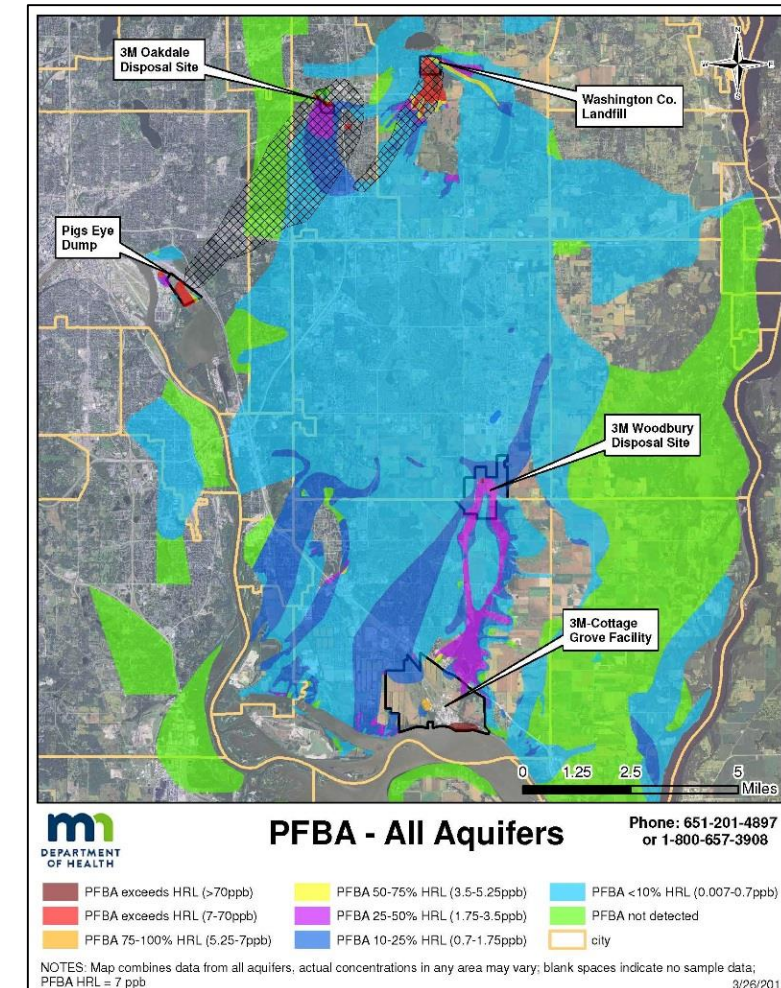 3M Oakdale
Disposal Site
Washington Co.
Landfill
N
E
S
Pigs Eye
Dump
3M Woodbury
Disposal Site
3M-Cottage
Grove Facility
0 1.25 2.5 5
Miles
DEPARTMENT
OF HEALTH
PFBA - All Aquifers
Phone: 651-201-4897
or 1-800-657-3908
PFBA exceeds HRL (>70ppb)
PFBA 50-75% HRL (3.5-5.25ppb)
PFBA <10% HRL (0.007-0.7ppb)
PFBA exceeds HRL (7-70ppb)
PFBA 25-50% HRL (1.75-3.5ppb)
PFBA not detected
PFBA 75-100% HRL (5.25-7ppb)
PFBA 10-25% HRL (0.7-1.75ppb)
city
NOTES: Map combines data from all aquifers, actual concentrations in any area may vary; blank spaces indicate no sample data;
PFBA HRL = 7 ppb
3/26/201